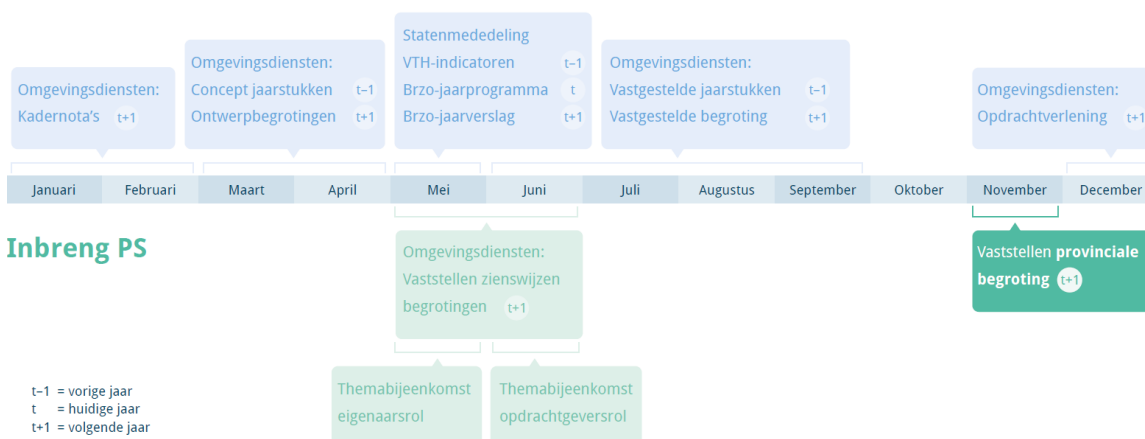 Omgevingsdiensten:
Kadernota's t+1
Omgevingsdiensten:
Concept jaarstukken t–1
Ontwerpbegrotingen t+1
Statenmededeling
VTH-indicatoren t–1
Brzo-jaarprogramma t
Brzo-jaarverslag t+1
Omgevingsdiensten:
Vastgestelde jaarstukken t–1
Vastgestelde begroting t+1
Omgevingsdiensten:
Opdrachtverlening t+1
Januari Februari Maart April Mei Juni Juli Augustus September Oktober November December
Inbreng PS
Omgevingsdiensten:
Vaststellen zienswijzen
begrotingen t+1
Vaststellen provinciale
begroting t+1
Themabijeenkomst
eigenaarsrol
Themabijeenkomst
opdrachtgeversrol
t–1 = vorige jaar
t = huidige jaar
t+1 = volgende jaar